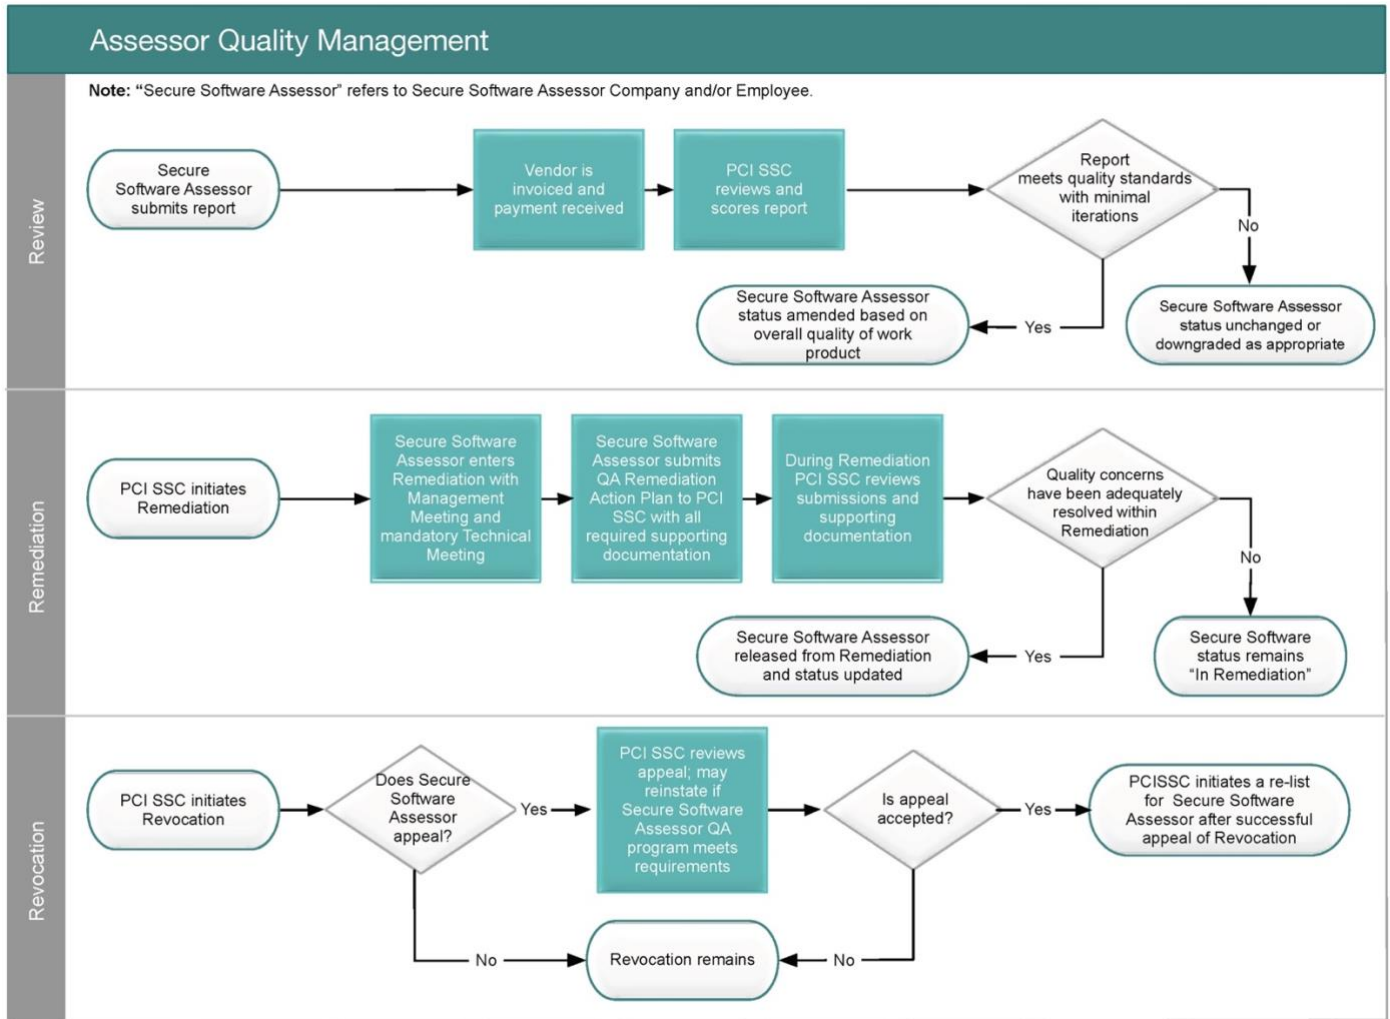 Assessor Quality Management
Note: “Secure Software Assessor” refers to Secure Software Assessor Company and/or Employee.
Review
Secure
Software Assessor
submits report
Vendor is
invoiced and
payment received
PCI SSC
reviews and
scores report
Report
meets quality standards
with minimal
iterations
No
Secure Software Assessor
status unchanged or
downgraded as appropriate
Yes
Secure Software Assessor
status amended based on
overall quality of work
product
Remediation
PCI SSC initiates
Remediation
Secure Software
Assessor enters
Remediation with
Management
Meeting and
mandatory Technical
Meeting
Secure Software
Assessor submits
QA Remediation
Action Plan to PCI
SSC with all
required supporting
documentation
During Remediation
PCI SSC reviews
submissions and
supporting
documentation
Quality concerns
have been adequately
resolved within
Remediation
No
Secure Software
status remains
“In Remediation”
Yes
Secure Software Assessor
released from Remediation
and status updated
Revocation
PCI SSC initiates
Revocation
Does Secure
Software
Assessor
appeal?
Yes
PCI SSC reviews
appeal; may
reinstate if
Secure Software
Assessor QA
program meets
requirements
Is appeal
accepted?
Yes
PCISSC initiates a re-list
for Secure Software
Assessor after successful
appeal of Revocation
No
Revocation remains
No